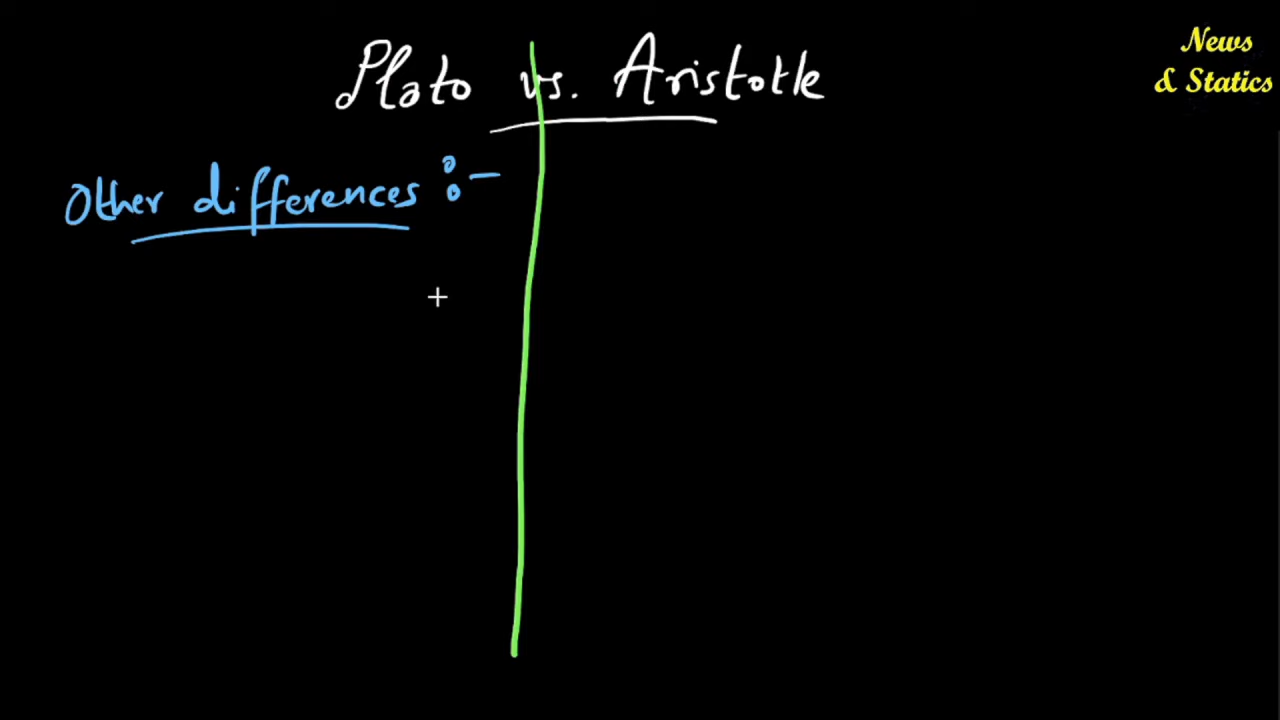 Plato vs. Aristotle
News
& Statics
Other differences :-